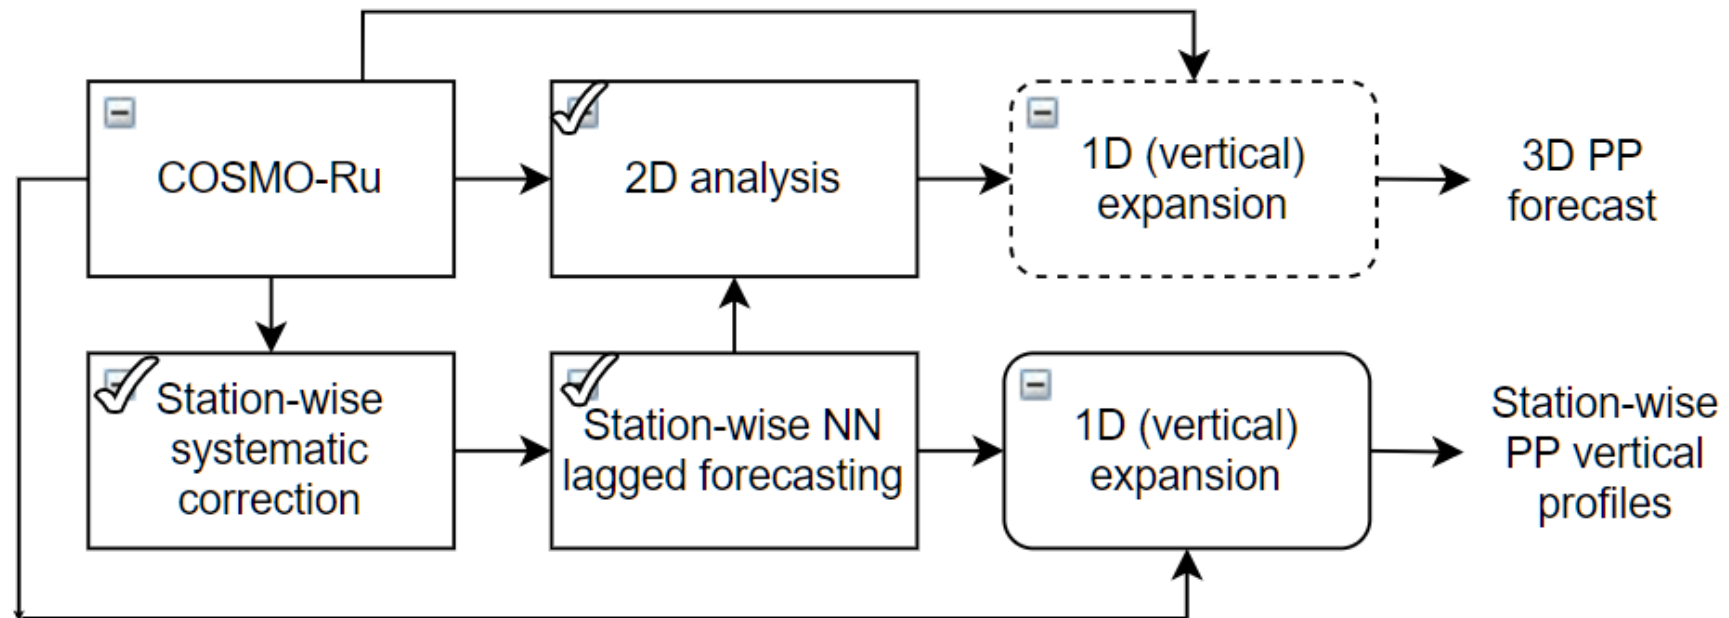 COSMO-Ru
2D analysis
1D (vertical)
expansion
3D PP
forecast
Station-wise
systematic
correction
Station-wise NN
lagged forecasting
1D (vertical)
expansion
Station-wise
PP vertical
profiles